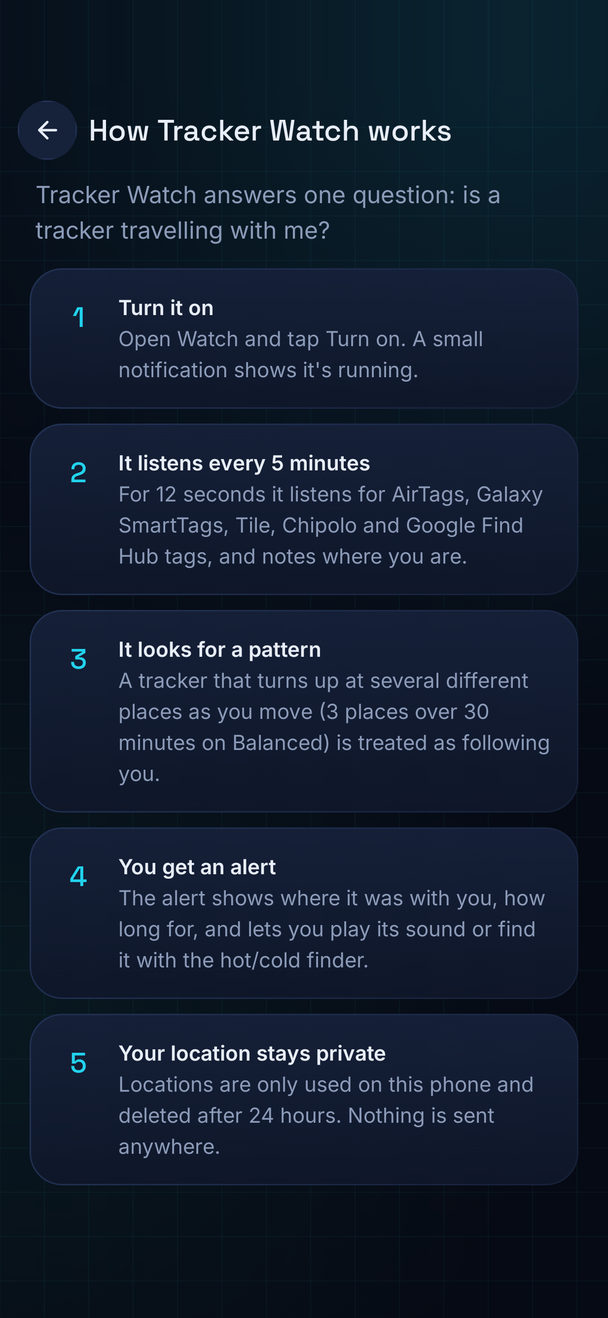 How Tracker Watch works
Tracker Watch answers one question: is a
tracker travelling with me?
1
Turn it on
Open Watch and tap Turn on. A small
notification shows it's running.
2
It listens every 5 minutes
For 12 seconds it listens for AirTags, Galaxy
SmartTags, Tile, Chipolo and Google Find
Hub tags, and notes where you are.
3
It looks for a pattern
A tracker that turns up at several different
places as you move (3 places over 30
minutes on Balanced) is treated as following
you.
4
You get an alert
The alert shows where it was with you, how
long for, and lets you play its sound or find
it with the hot/cold finder.
5
Your location stays private
Locations are only used on this phone and
deleted after 24 hours. Nothing is sent
anywhere.